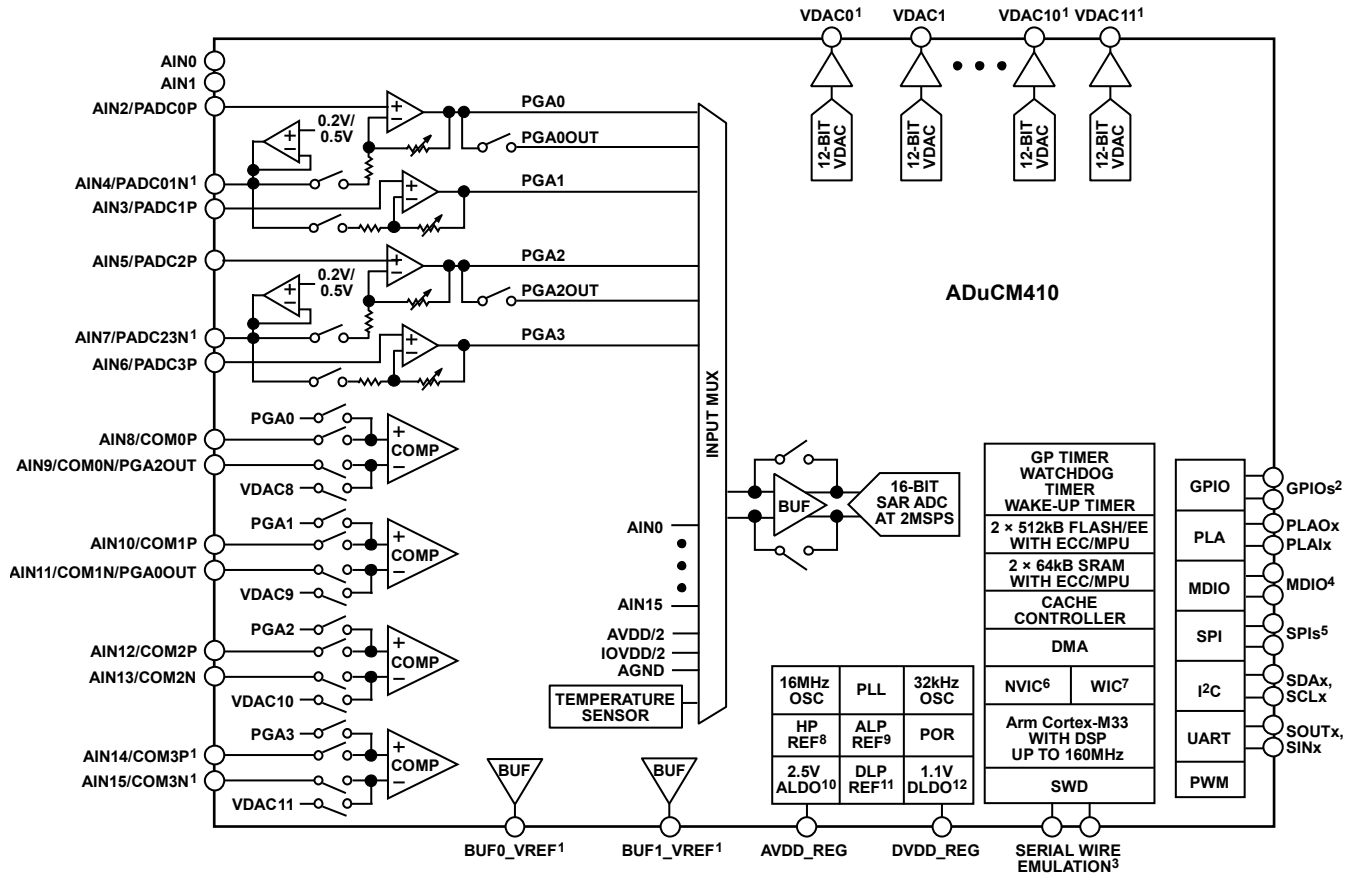 VDAC0¹ VDAC1 VDAC10¹ VDAC11¹
12-BIT VDAC
12-BIT VDAC
12-BIT VDAC
12-BIT VDAC
AIN0
AIN1
AIN2/PADC0P
AIN4/PADC01N¹
AIN3/PADC1P
AIN5/PADC2P
AIN7/PADC23N¹
AIN6/PADC3P
AIN8/COM0P
AIN9/COM0N/PGA2OUT
AIN10/COM1P
AIN11/COM1N/PGA0OUT
AIN12/COM2P
AIN13/COM2N
AIN14/COM3P¹
AIN15/COM3N¹
+
−
0.2V/
0.5V
+
−
+
−
PGA0
PGA0OUT
PGA1
+
−
0.2V/
0.5V
+
−
+
−
PGA2
PGA2OUT
PGA3
PGA0
VDAC8
+
COMP
−
PGA1
VDAC9
+
COMP
−
PGA2
VDAC10
+
COMP
−
PGA3
VDAC11
+
COMP
−
INPUT MUX
AIN0
AIN15
AVDD/2
IOVDD/2
AGND
TEMPERATURE
SENSOR
BUF
16-BIT
SAR ADC
AT 2MSPS
ADuCM410
GP TIMER
WATCHDOG
TIMER
WAKE-UP TIMER
2 × 512kB FLASH/EE
WITH ECC/MPU
2 × 64kB SRAM
WITH ECC/MPU
CACHE
CONTROLLER
DMA
NVIC⁶ WIC⁷
Arm Cortex-M33
WITH DSP
UP TO 160MHz
SWD
16MHz
OSC
PLL
32kHz
OSC
HP
REF⁸
ALP
REF⁹
POR
2.5V
ALDO¹⁰
DLP
REF¹¹
1.1V
DLDO¹²
GPIO
PLA
MDIO
SPI
I²C
UART
PWM
GPIOs²
PLAOx
PLAIx
MDIO⁴
SPIs⁵
SDAx,
SCLx
SOUTx,
SINx
BUF
BUF
BUF0_VREF¹ BUF1_VREF¹ AVDD_REG DVDD_REG SERIAL WIRE
EMULATION³